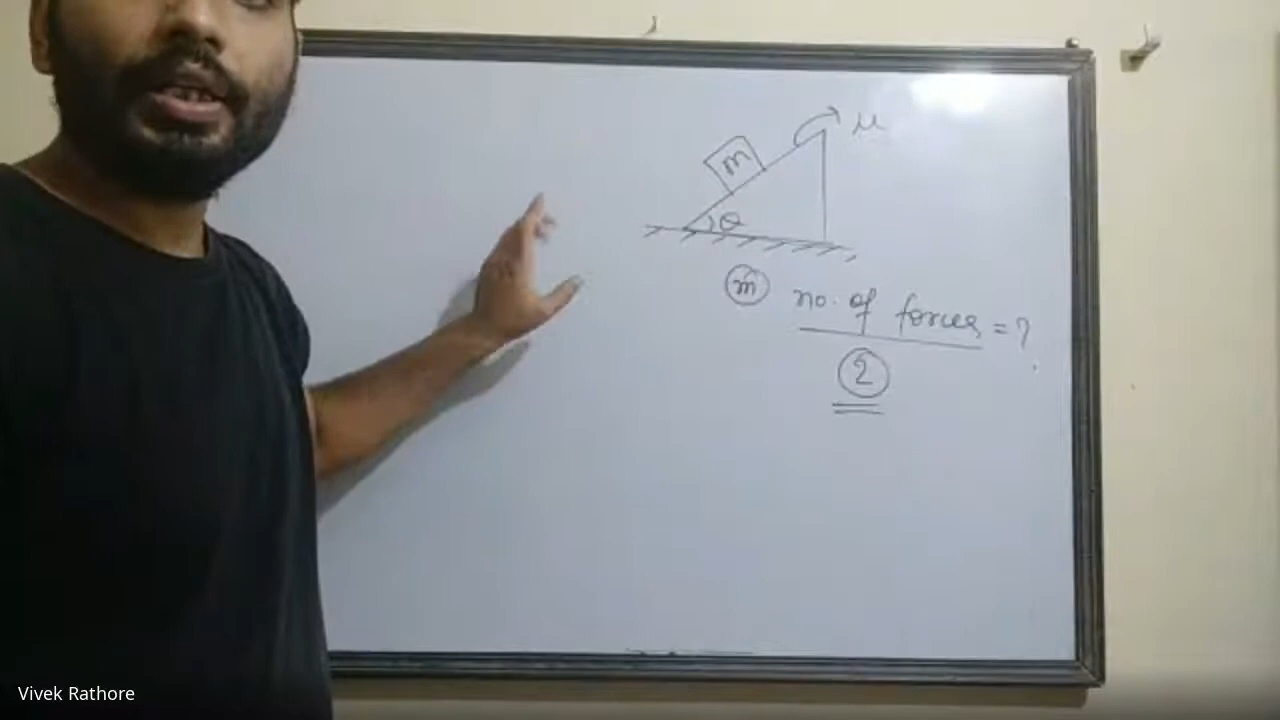 μ
m
θ
m no. of forces = ?
2
Vivek Rathore